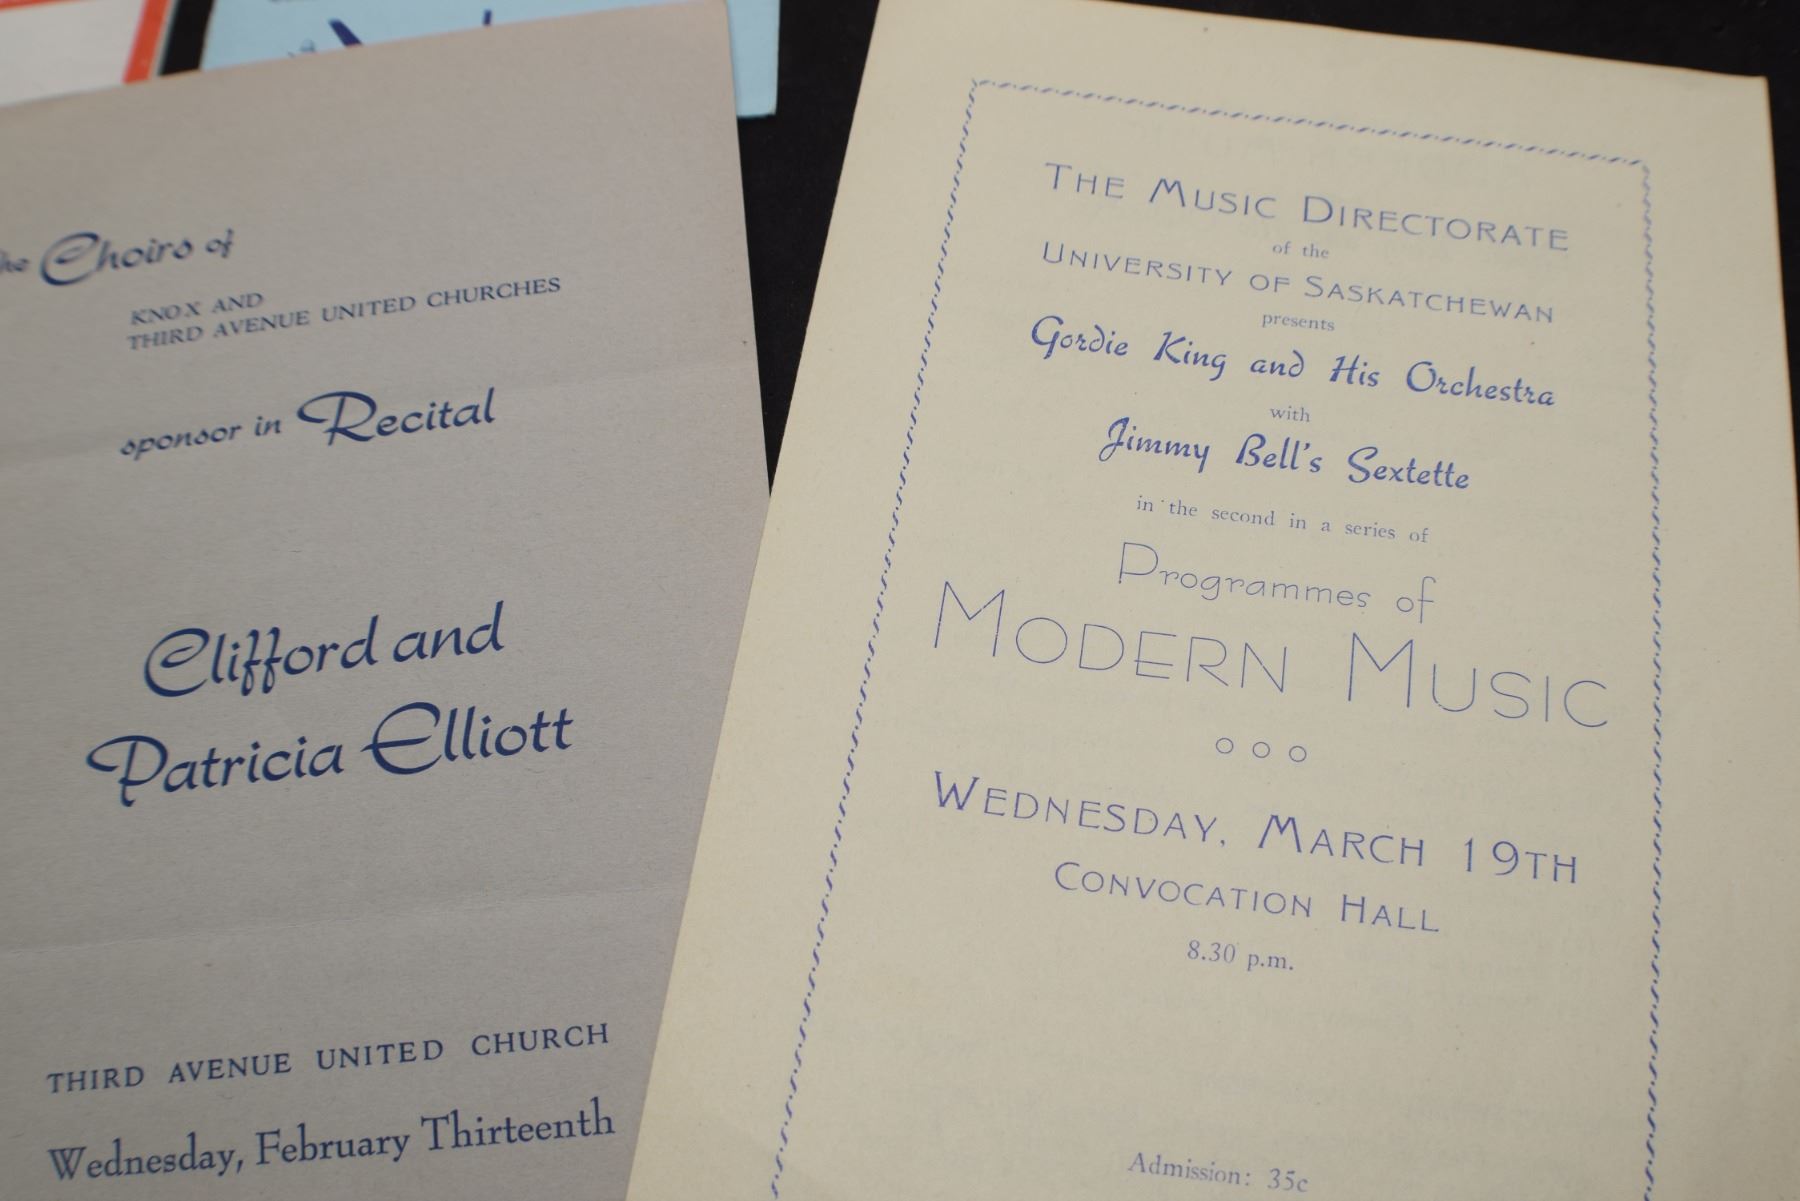 The Choirs of
KNOX AND
THIRD AVENUE UNITED CHURCHES
sponsor in Recital
Clifford and
Patricia Elliott
THIRD AVENUE UNITED CHURCH
Wednesday, February Thirteenth
THE MUSIC DIRECTORATE
of the
UNIVERSITY OF SASKATCHEWAN
presents
Gordie King and His Orchestra
with
Jimmy Bell's Sextette
in the second in a series of
Programmes of
MODERN MUSIC
WEDNESDAY, MARCH 19TH
CONVOCATION HALL
8.30 p.m.
Admission: 35c